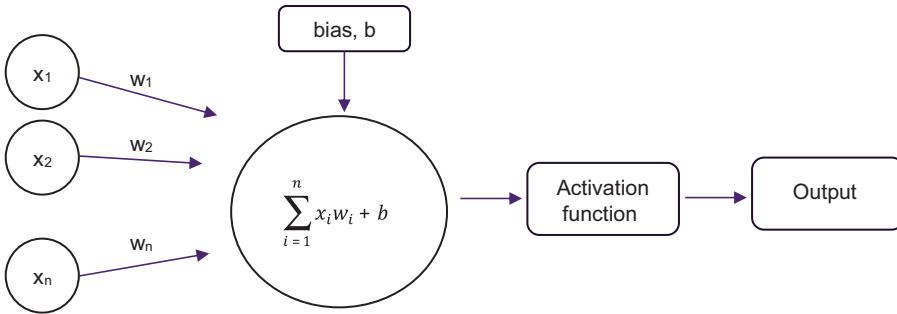 bias, b
x1
w1
x2
w2
xn
wn
n
∑ xiwi + b
i = 1
Activation
function
Output